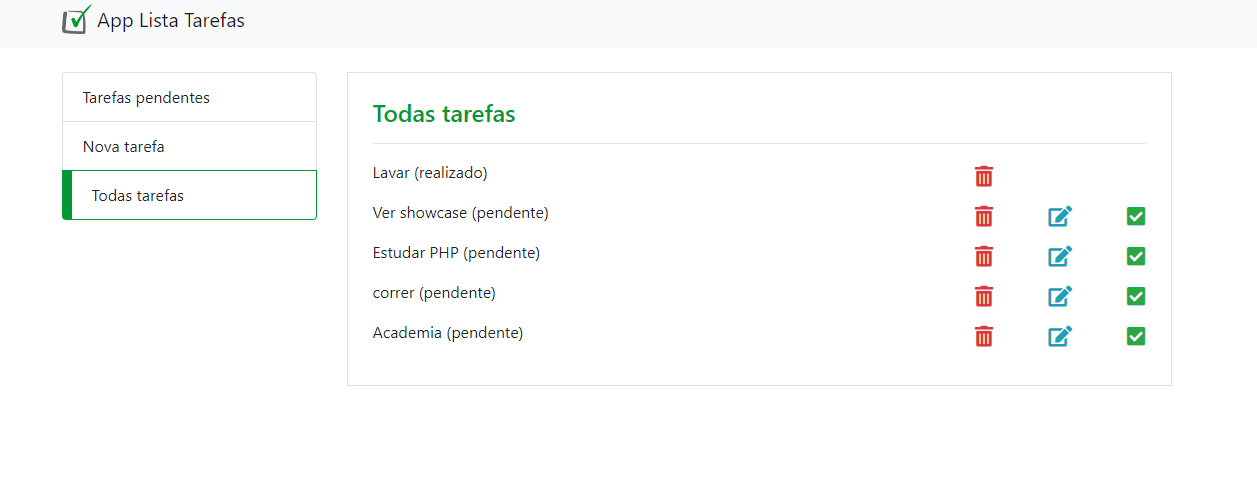 App Lista Tarefas
Tarefas pendentes
Nova tarefa
Todas tarefas
Todas tarefas
Lavar (realizado)
Ver showcase (pendente)
Estudar PHP (pendente)
correr (pendente)
Academia (pendente)